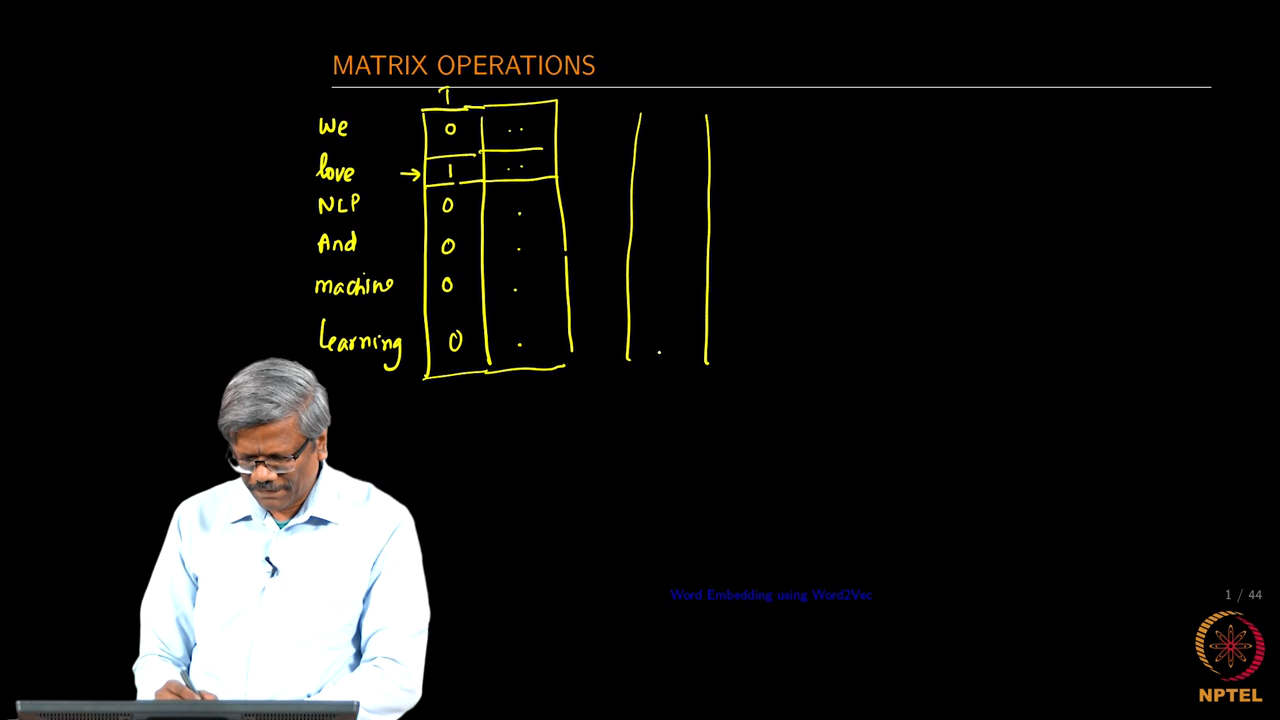 MATRIX OPERATIONS
We 0 ..
love → 1 ..
NLP 0 .
And 0 .
machine 0 .
learning 0 .
Word Embedding using Word2Vec
1 / 44
NPTEL